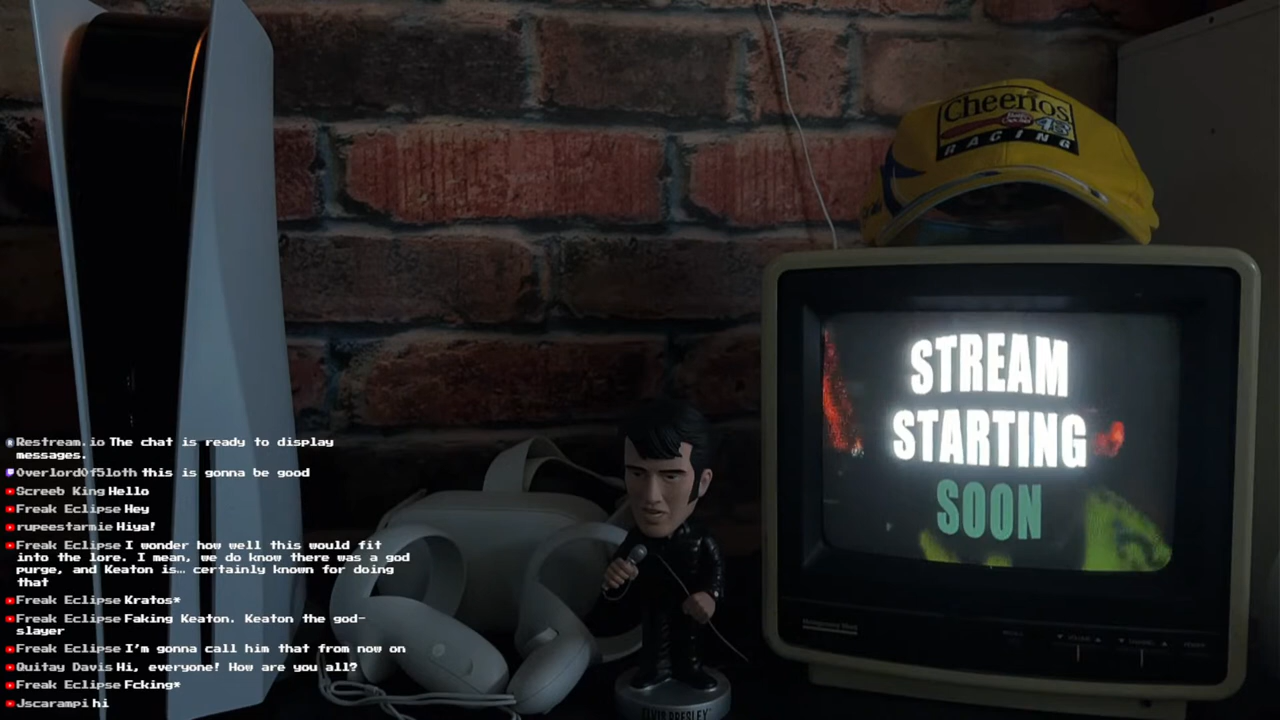 Cheerios
43
RACING
STREAM
STARTING
SOON
Restream.io The chat is ready to display
messages.
OverlordOf5loth this is gonna be good
Screeb King Hello
Freak Eclipse Hey
rupeestarmie Hiya!
Freak Eclipse I wonder how well this would fit
into the lore. I mean, we do know there was a god
purge, and Keaton is… certainly known for doing
that
Freak Eclipse Kratos*
Freak Eclipse Faking Keaton. Keaton the god-
slayer
Freak Eclipse I'm gonna call him that from now on
Quitay Davis Hi, everyone! How are you all?
Freak Eclipse Fcking*
Jscarampi hi
ELVIS PRESLEY